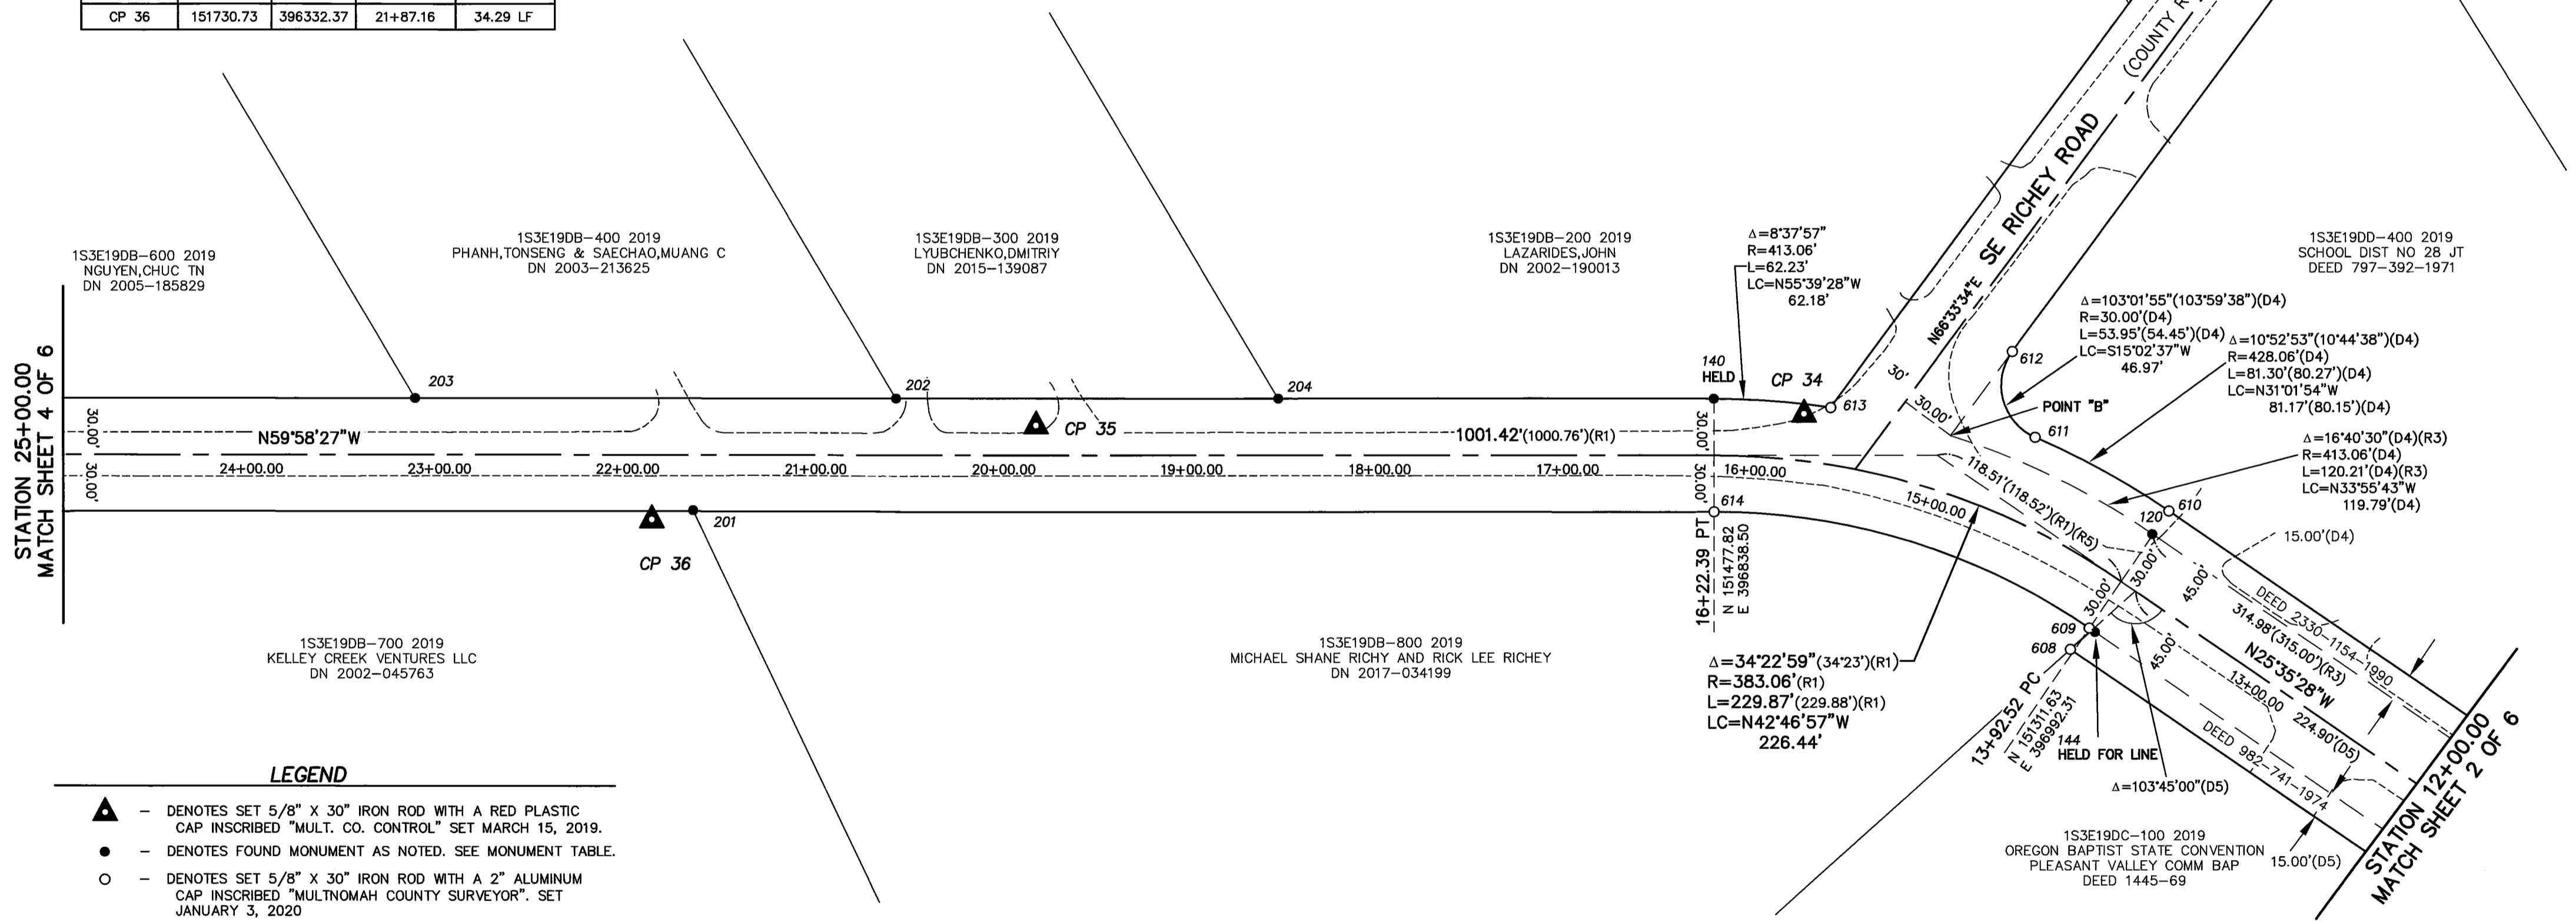 CP 36 151730.73 396332.37 21+87.16 34.29 LF
STATION 25+00.00
MATCH SHEET 4 OF 6
1S3E19DB-600 2019
NGUYEN,CHUC TN
DN 2005-185829
1S3E19DB-400 2019
PHANH,TONSENG & SAECHAO,MUANG C
DN 2003-213625
1S3E19DB-300 2019
LYUBCHENKO,DMITRIY
DN 2015-139087
1S3E19DB-200 2019
LAZARIDES,JOHN
DN 2002-190013
Δ=8°37'57"
R=413.06'
L=62.23'
LC=N55°39'28"W
62.18'
(COUNTY R
SE RICHEY ROAD
N66°33'34"E
30'
30.00'
1S3E19DD-400 2019
SCHOOL DIST NO 28 JT
DEED 797-392-1971
Δ=103°01'55"(103°59'38")(D4)
R=30.00'(D4)
L=53.95'(54.45')(D4)
LC=S15°02'37"W
46.97'
Δ=10°52'53"(10°44'38")(D4)
R=428.06'(D4)
L=81.30'(80.27')(D4)
LC=N31°01'54"W
81.17'(80.15')(D4)
Δ=16°40'30"(D4)(R3)
R=413.06'(D4)
L=120.21'(D4)(R3)
LC=N33°55'43"W
119.79'(D4)
POINT "B"
612
611
610
120
203
202
204
140
HELD
CP 34
613
CP 35
30.00'
N59°58'27"W
1001.42'(1000.76')(R1)
30.00'
24+00.00
23+00.00
22+00.00
21+00.00
20+00.00
19+00.00
18+00.00
17+00.00
16+00.00
15+00.00
30.00'
30.00'
118.51'(118.52')(R1)(R5)
15.00'(D4)
CP 36
201
614
16+22.39 PT
N 151477.82
E 396838.50
30.00'
30.00'
45.00'
45.00'
609
608
DEED 2330-1154-1990
314.98'(315.00')(R3)
N25°35'28"W
13+00.00
224.90'(D5)
DEED 982-741-1974
13+92.52 PC
N 151311.63
E 396992.31
144
HELD FOR LINE
Δ=103°45'00"(D5)
15.00'(D5)
1S3E19DB-700 2019
KELLEY CREEK VENTURES LLC
DN 2002-045763
1S3E19DB-800 2019
MICHAEL SHANE RICHY AND RICK LEE RICHEY
DN 2017-034199
Δ=34°22'59"(34°23')(R1)
R=383.06'(R1)
L=229.87'(229.88')(R1)
LC=N42°46'57"W
226.44'
1S3E19DC-100 2019
OREGON BAPTIST STATE CONVENTION
PLEASANT VALLEY COMM BAP
DEED 1445-69
STATION 12+00.00
MATCH SHEET 2 OF 6
LEGEND
- DENOTES SET 5/8" X 30" IRON ROD WITH A RED PLASTIC
CAP INSCRIBED "MULT. CO. CONTROL" SET MARCH 15, 2019.
- DENOTES FOUND MONUMENT AS NOTED. SEE MONUMENT TABLE.
- DENOTES SET 5/8" X 30" IRON ROD WITH A 2" ALUMINUM
CAP INSCRIBED "MULTNOMAH COUNTY SURVEYOR". SET
JANUARY 3, 2020